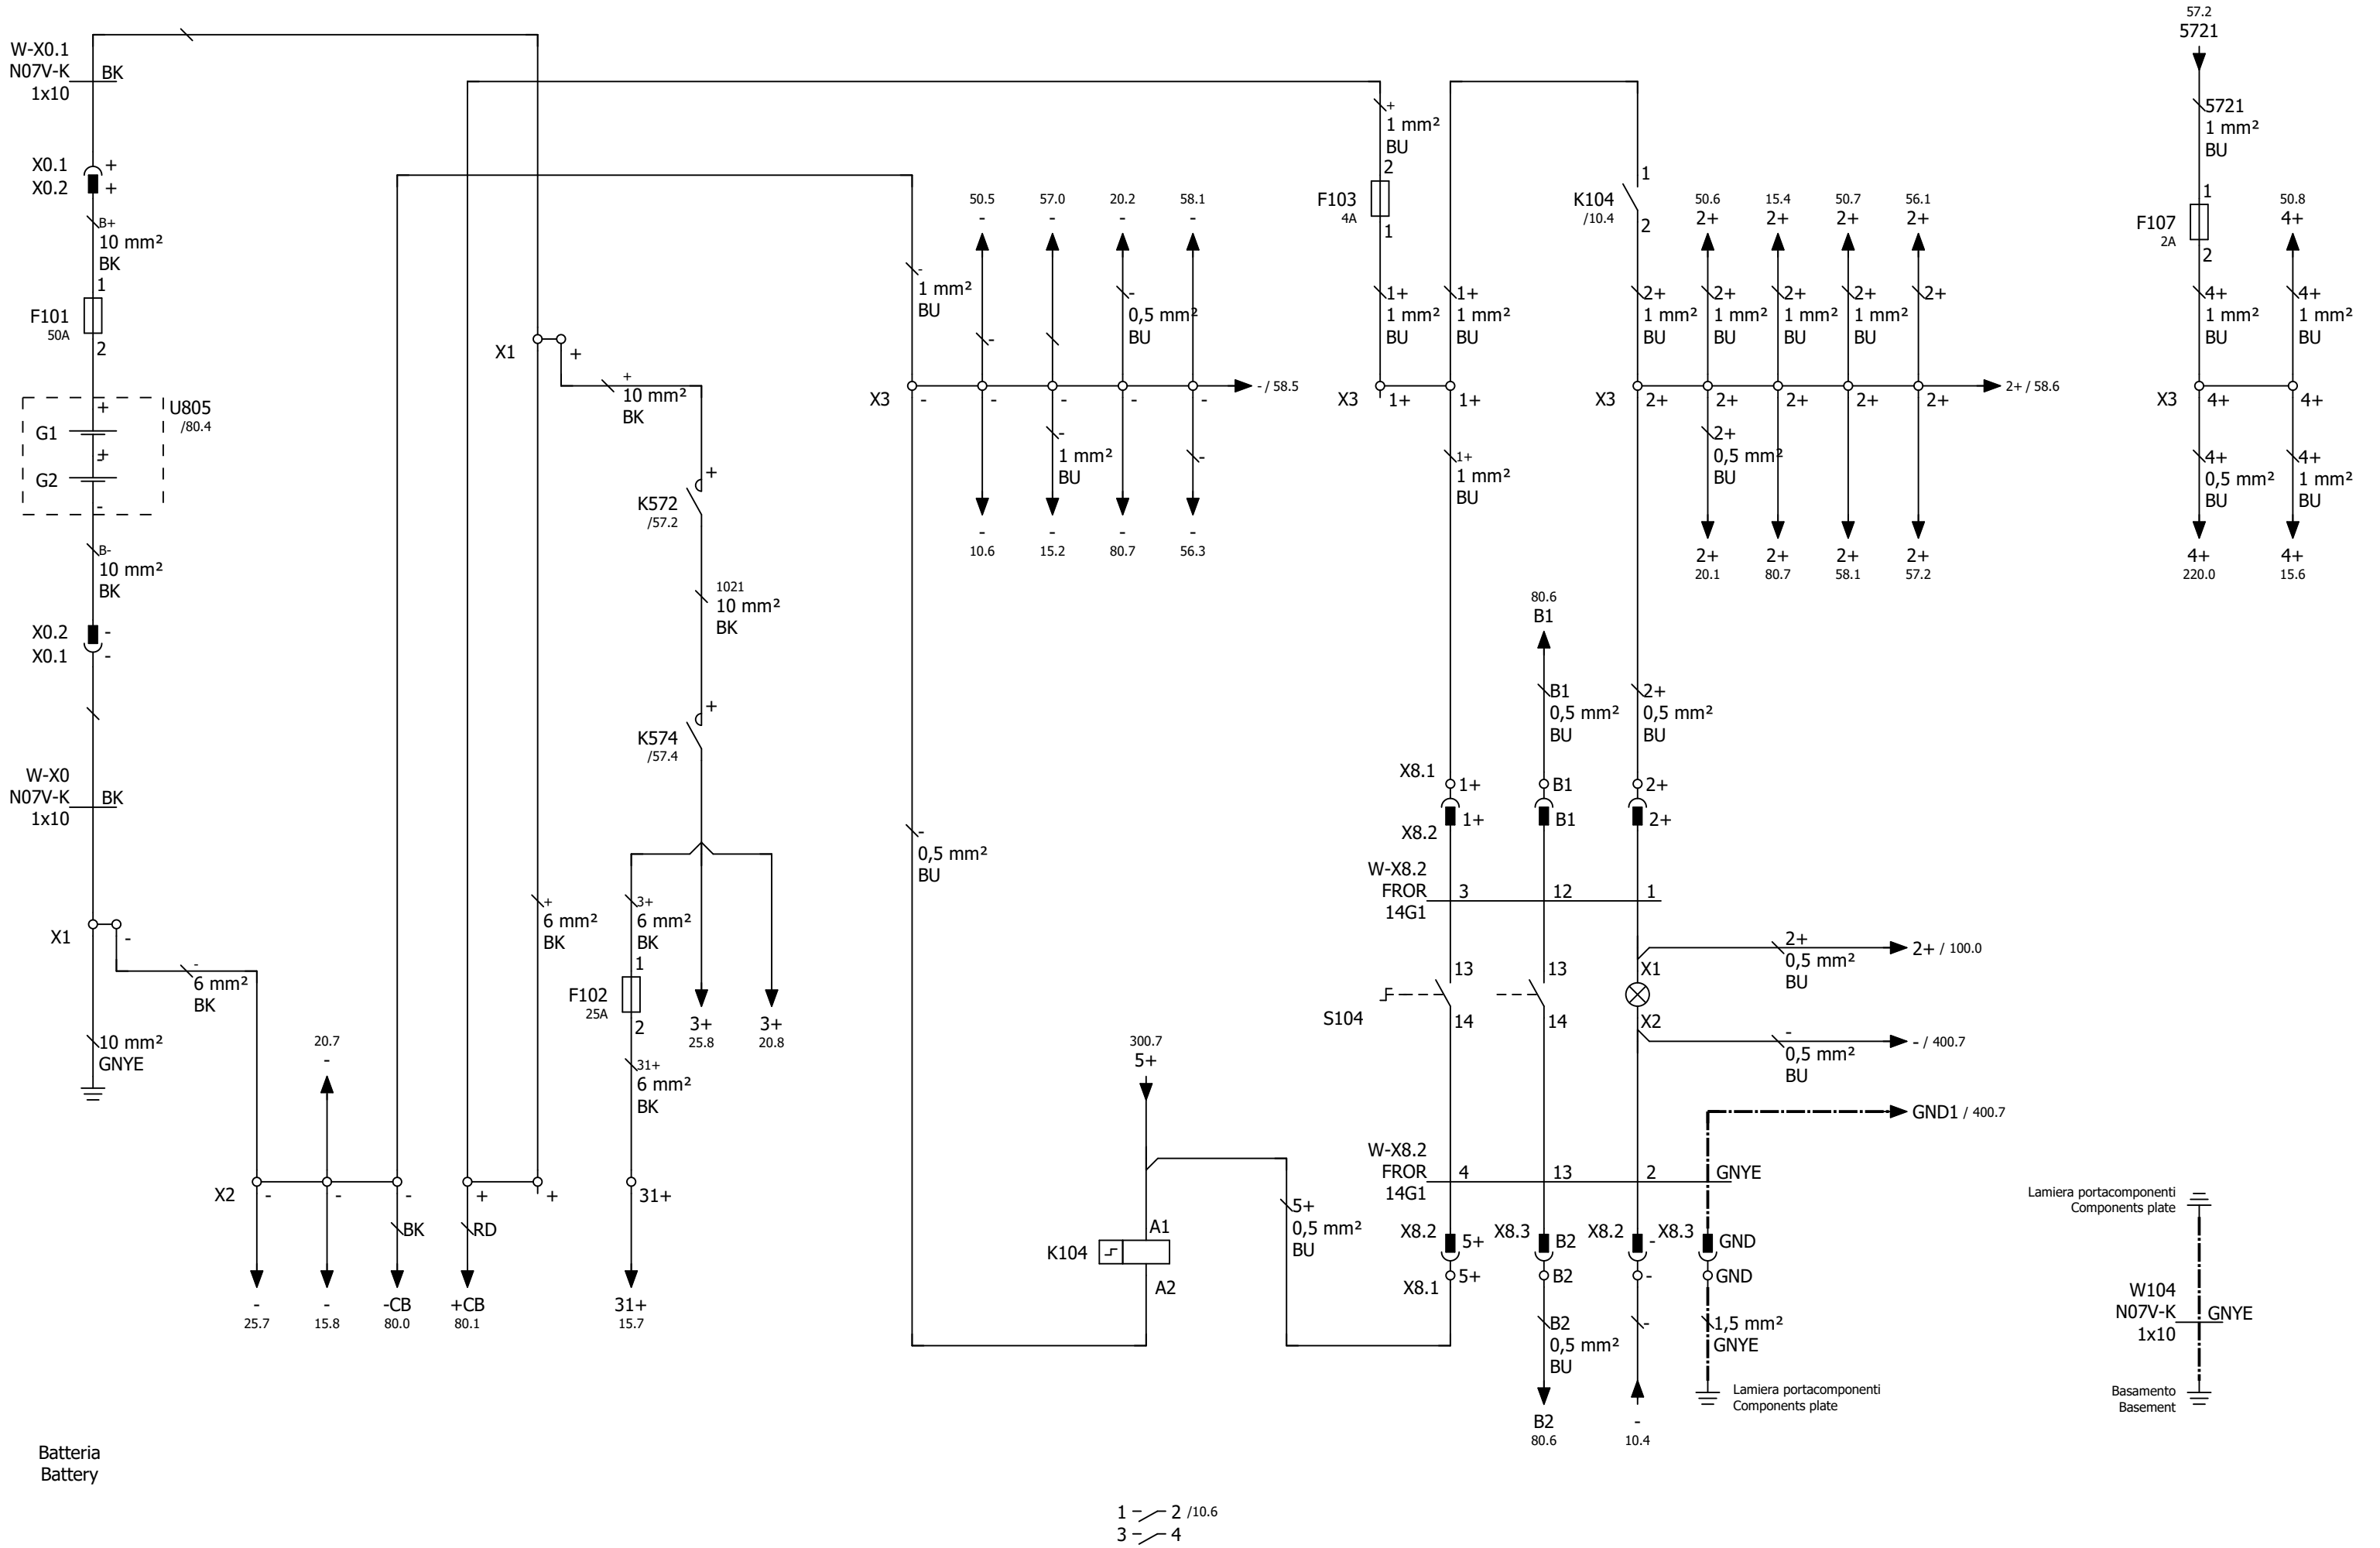 W-X0.1
N07V-K
1x10
BK
X0.1
X0.2
+
+
B+
10 mm²
BK
1
F101
50A
2
U805
/80.4
+
G1
+
-
G2
-
B-
10 mm²
BK
X0.2
X0.1
-
-
W-X0
N07V-K
1x10
BK
X1
-
-
6 mm²
BK
10 mm²
GNYE
20.7
-
X2
-
-
-
BK
-
25.7
-
15.8
-CB
80.0
+
+
RD
+CB
80.1
X1
+
+
10 mm²
BK
+
K572
/57.2
1021
10 mm²
BK
+
K574
/57.4
+
6 mm²
BK
3+
6 mm²
BK
1
F102
25A
2
31+
6 mm²
BK
31+
31+
15.7
3+
25.8
3+
20.8
-
1 mm²
BU
50.5
-
57.0
-
20.2
-
58.1
-
-
-
0,5 mm²
BU
X3
-
-
-
-
-
- / 58.5
-
1 mm²
BU
-
-
10.6
-
15.2
-
80.7
-
56.3
-
0,5 mm²
BU
300.7
5+
A1
K104
A2
5+
0,5 mm²
BU
+
1 mm²
BU
2
F103
4A
1
1+
1 mm²
BU
1+
1 mm²
BU
X3
1+
1+
1+
1 mm²
BU
1
K104
/10.4
2
2+
1 mm²
BU
50.6
2+
15.4
2+
50.7
2+
56.1
2+
2+
1 mm²
BU
2+
1 mm²
BU
2+
1 mm²
BU
2+
X3
2+
2+
2+
2+
2+
2+ / 58.6
2+
0,5 mm²
BU
2+
20.1
2+
80.7
2+
58.1
2+
57.2
80.6
B1
B1
0,5 mm²
BU
2+
0,5 mm²
BU
X8.1
1+
B1
2+
X8.2
1+
B1
2+
W-X8.2
FROR
14G1
3
12
1
S104
13
14
13
14
X1
X2
2+
0,5 mm²
BU
2+ / 100.0
-
0,5 mm²
BU
- / 400.7
GND1 / 400.7
W-X8.2
FROR
14G1
4
13
2
GNYE
X8.2
5+
X8.3
B2
X8.2
-
X8.3
GND
X8.1
5+
B2
-
GND
B2
0,5 mm²
BU
-
1,5 mm²
GNYE
B2
80.6
-
10.4
Lamiera portacomponenti
Components plate
57.2
5721
5721
1 mm²
BU
1
F107
2A
2
50.8
4+
4+
1 mm²
BU
4+
1 mm²
BU
X3
4+
4+
4+
0,5 mm²
BU
4+
1 mm²
BU
4+
220.0
4+
15.6
Lamiera portacomponenti
Components plate
W104
N07V-K
1x10
GNYE
Basamento
Basement
Batteria
Battery
1
2 /10.6
3
4